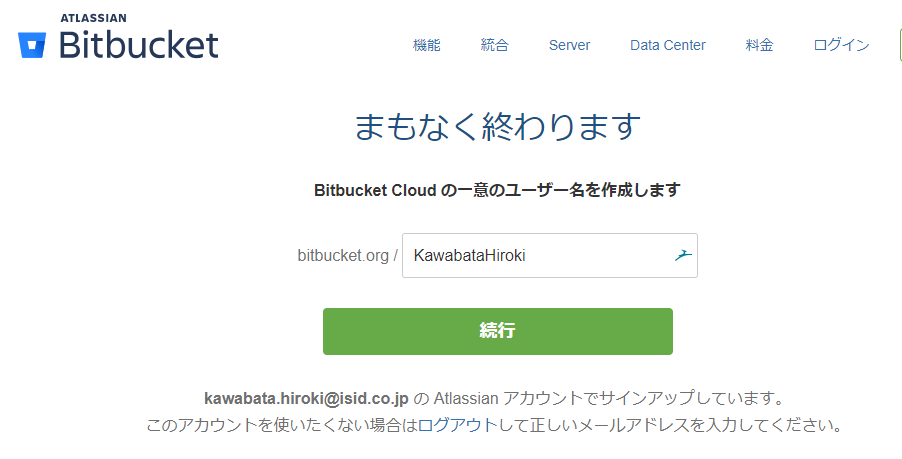 ATLASSIAN
Bitbucket
機能 統合 Server Data Center 料金 ログイン
まもなく終わります
Bitbucket Cloud の一意のユーザー名を作成します
bitbucket.org / KawabataHiroki
続行
kawabata.hiroki@isid.co.jp の Atlassian アカウントでサインアップしています。
このアカウントを使いたくない場合はログアウトして正しいメールアドレスを入力してください。